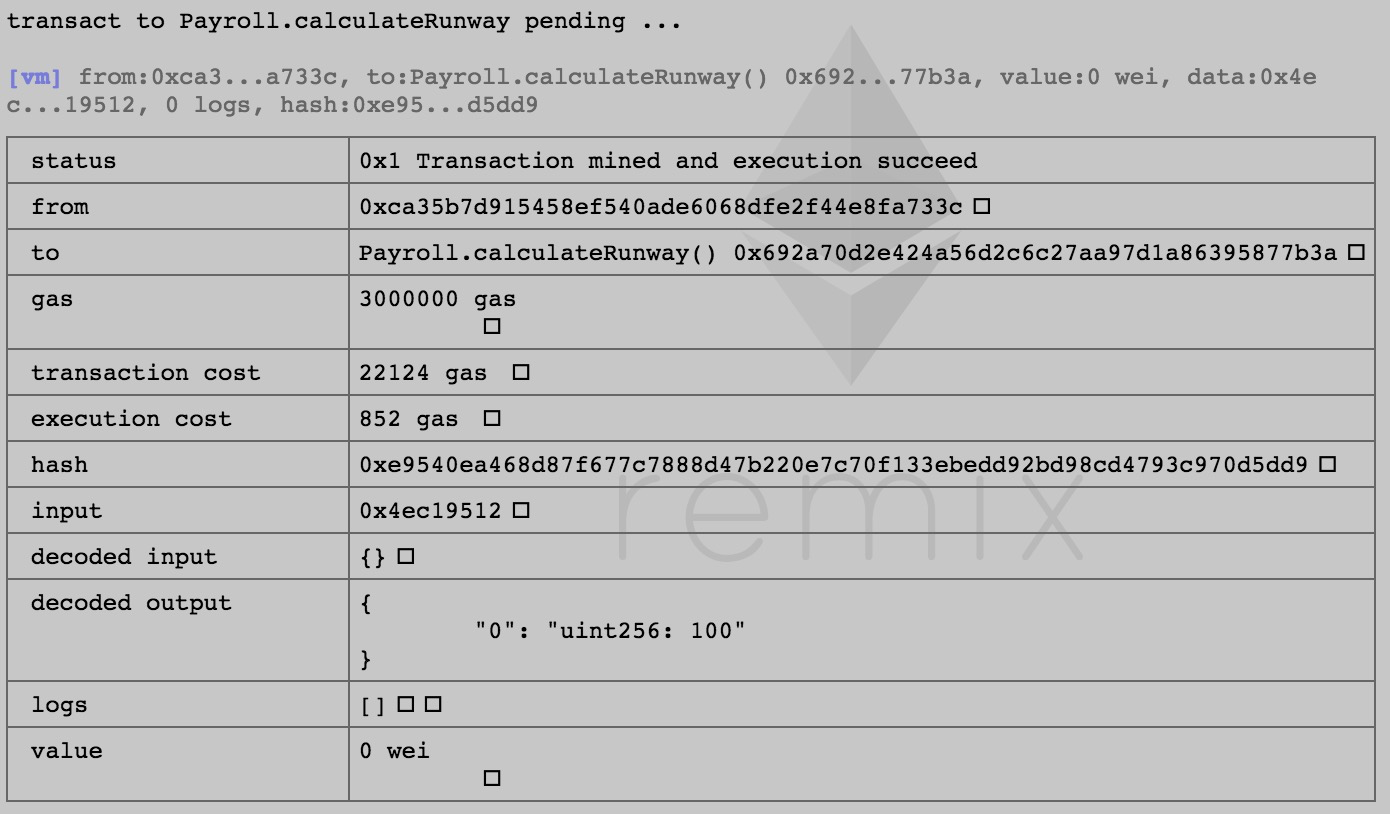 transact to Payroll.calculateRunway pending ...
[vm] from:0xca3...a733c, to:Payroll.calculateRunway() 0x692...77b3a, value:0 wei, data:0x4e
c...19512, 0 logs, hash:0xe95...d5dd9
status 0x1 Transaction mined and execution succeed
from 0xca35b7d915458ef540ade6068dfe2f44e8fa733c
to Payroll.calculateRunway() 0x692a70d2e424a56d2c6c27aa97d1a86395877b3a
gas 3000000 gas
transaction cost 22124 gas
execution cost 852 gas
hash 0xe9540ea468d87f677c7888d47b220e7c70f133ebedd92bd98cd4793c970d5dd9
input 0x4ec19512
decoded input {}
decoded output {
"0": "uint256: 100"
}
logs []
value 0 wei
remix